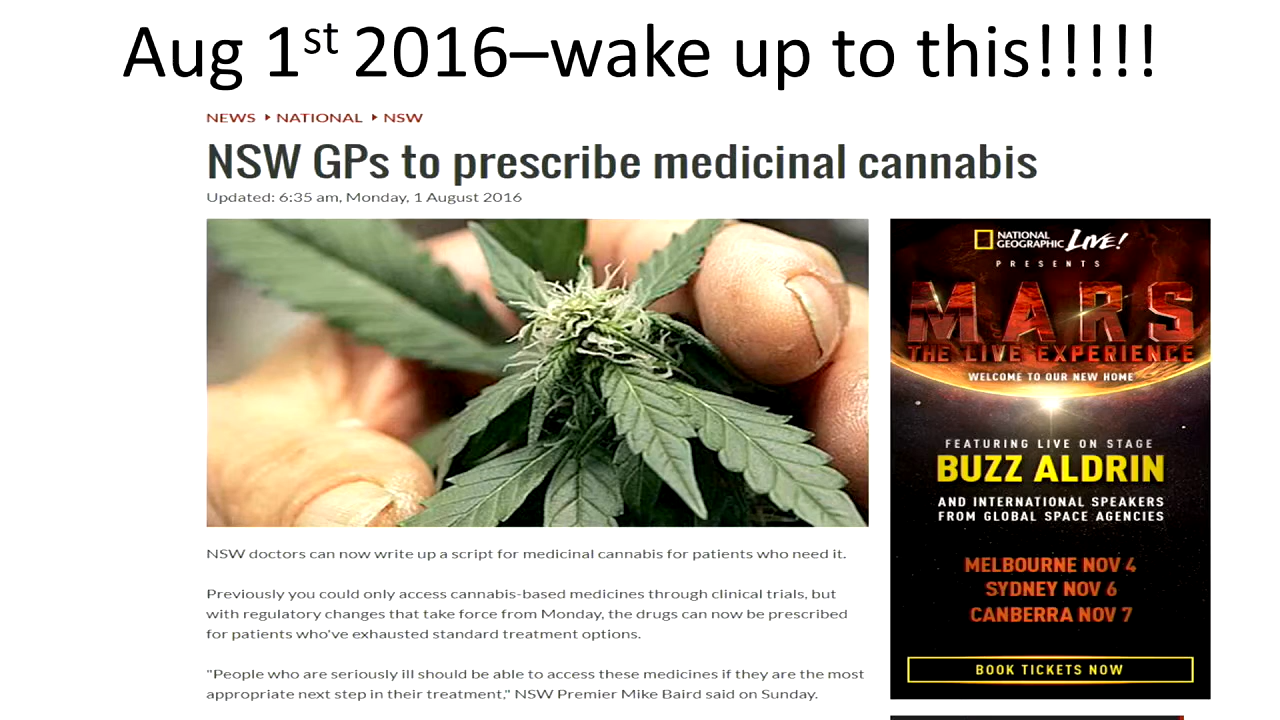 Aug 1st 2016–wake up to this!!!!!
NEWS ▸ NATIONAL ▸ NSW
NSW GPs to prescribe medicinal cannabis
Updated: 6:35 am, Monday, 1 August 2016
NSW doctors can now write up a script for medicinal cannabis for patients who need it.
Previously you could only access cannabis-based medicines through clinical trials, but
with regulatory changes that take force from Monday, the drugs can now be prescribed
for patients who've exhausted standard treatment options.
"People who are seriously ill should be able to access these medicines if they are the most
appropriate next step in their treatment," NSW Premier Mike Baird said on Sunday.
NATIONAL
GEOGRAPHIC LIVE!
PRESENTS
MARS
THE LIVE EXPERIENCE
WELCOME TO OUR NEW HOME
FEATURING LIVE ON STAGE
BUZZ ALDRIN
AND INTERNATIONAL SPEAKERS
FROM GLOBAL SPACE AGENCIES
MELBOURNE NOV 4
SYDNEY NOV 6
CANBERRA NOV 7
BOOK TICKETS NOW